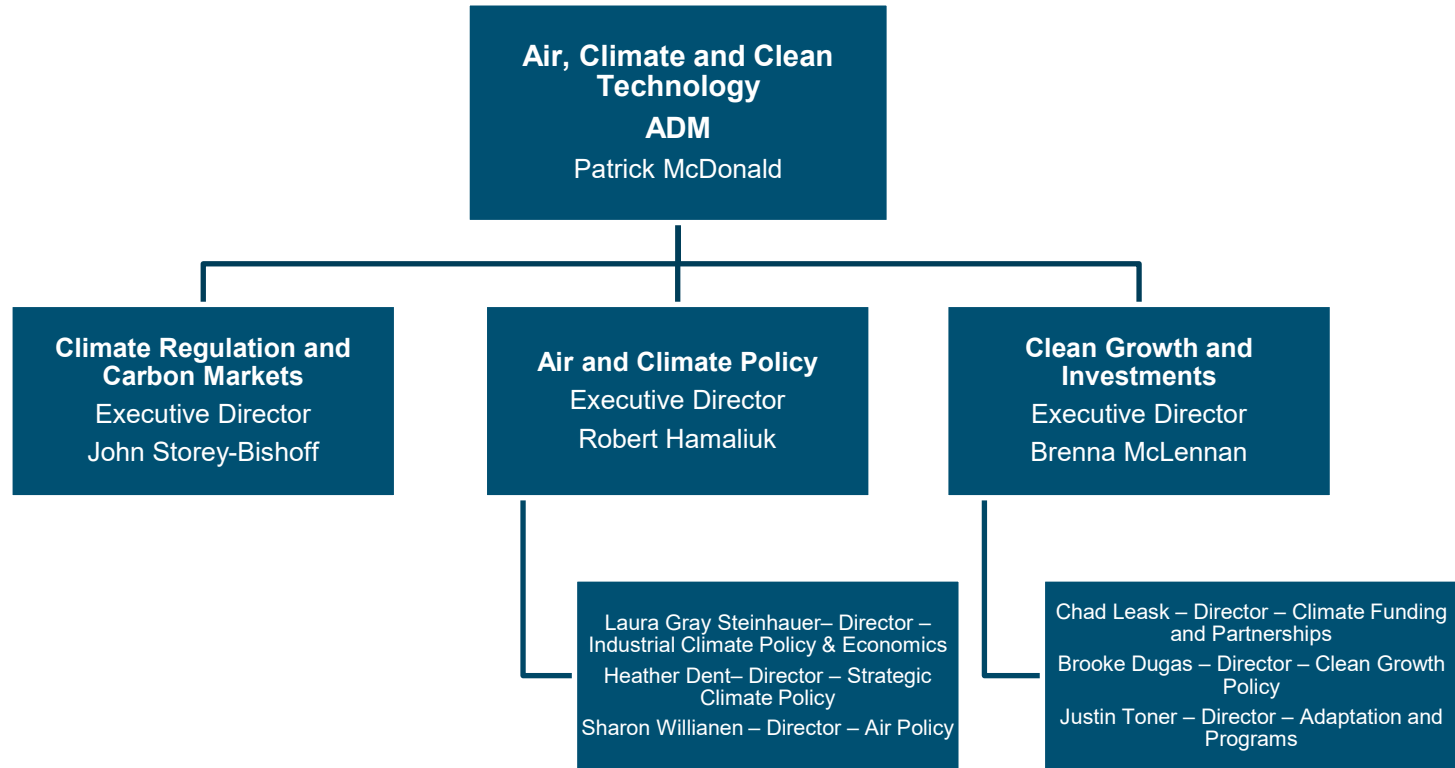 Air, Climate and Clean
Technology
ADM
Patrick McDonald
Climate Regulation and
Carbon Markets
Executive Director
John Storey-Bishoff
Air and Climate Policy
Executive Director
Robert Hamaliuk
Clean Growth and
Investments
Executive Director
Brenna McLennan
Laura Gray Steinhauer– Director –
Industrial Climate Policy & Economics
Heather Dent– Director – Strategic
Climate Policy
Sharon Willianen – Director – Air Policy
Chad Leask – Director – Climate Funding
and Partnerships
Brooke Dugas – Director – Clean Growth
Policy
Justin Toner – Director – Adaptation and
Programs